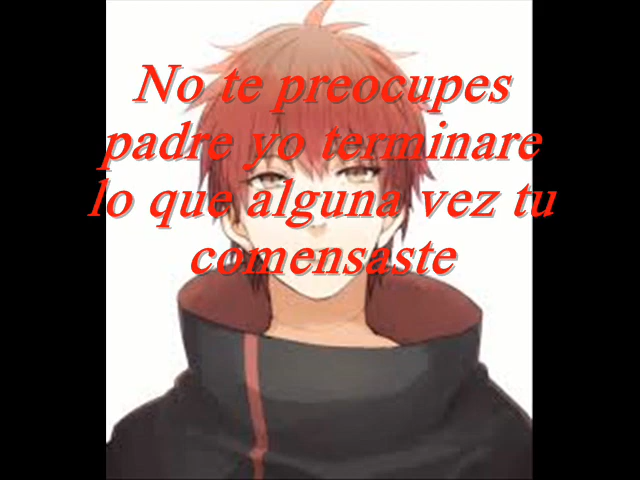 No te preocupes
padre yo terminare
lo que alguna vez tu
comensaste